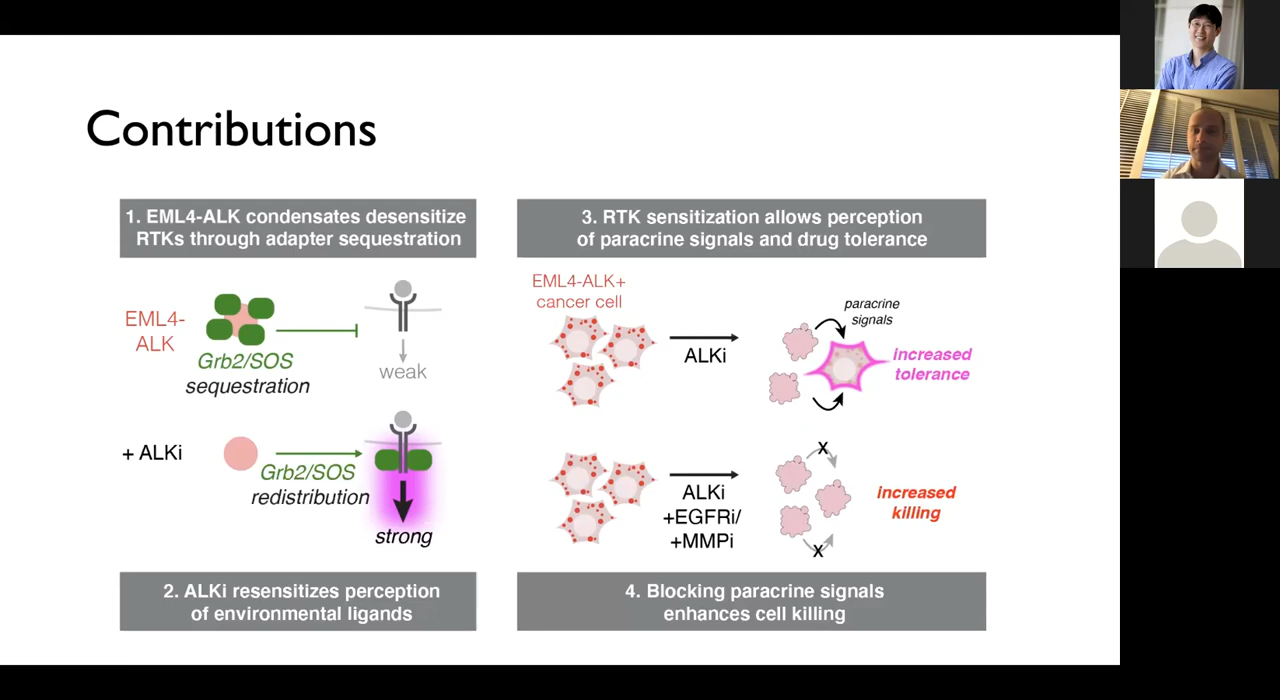 Contributions
1. EML4-ALK condensates desensitize
RTKs through adapter sequestration
EML4-
ALK
Grb2/SOS
sequestration
weak
+ ALKi
Grb2/SOS
redistribution
strong
2. ALKi resensitizes perception
of environmental ligands
3. RTK sensitization allows perception
of paracrine signals and drug tolerance
EML4-ALK+
cancer cell
ALKi
paracrine
signals
increased
tolerance
ALKi
+EGFRi/
+MMPi
X
X
increased
killing
4. Blocking paracrine signals
enhances cell killing